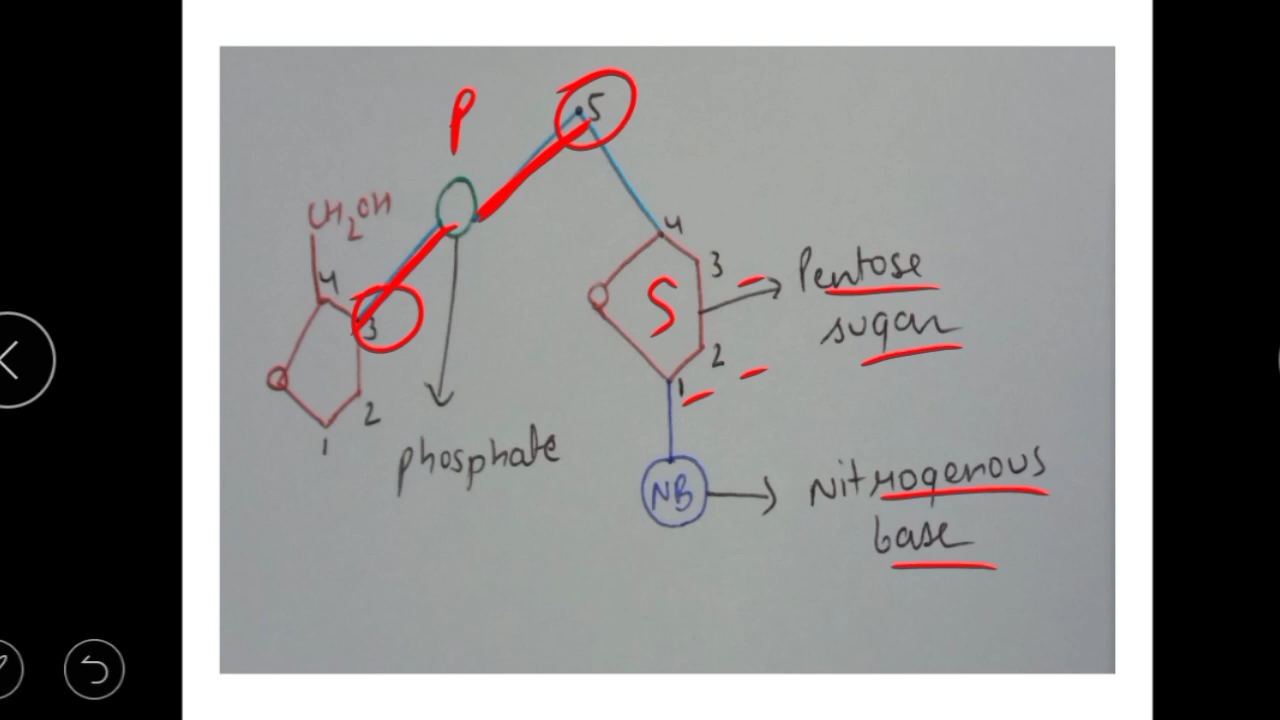 P
5
CH2OH
4
3
2
1
4
3
S
2
1
Pentose
sugar
phosphate
NB
Nitrogenous
base